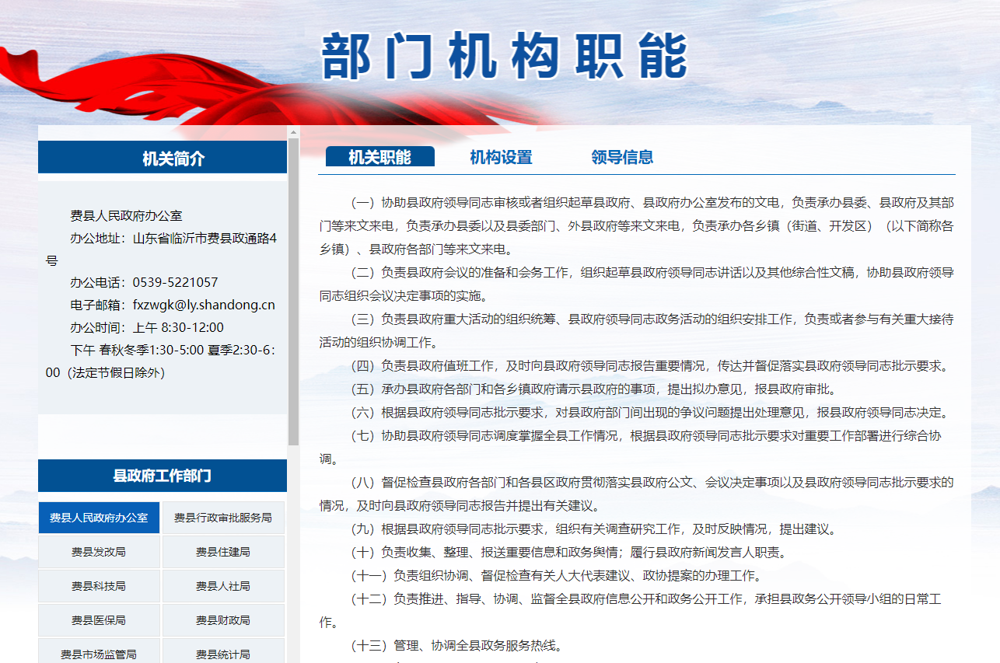 部门机构职能
机关简介
费县人民政府办公室
办公地址：山东省临沂市费县政通路4
号
办公电话：0539-5221057
电子邮箱：fxzwgk@ly.shandong.cn
办公时间：上午 8:30-12:00
下午 春秋冬季1:30-5:00 夏季2:30-6：
00（法定节假日除外）
县政府工作部门
费县人民政府办公室 费县行政审批服务局
费县发改局 费县住建局
费县科技局 费县人社局
费县医保局 费县财政局
费县市场监管局 费县统计局
机关职能 机构设置 领导信息
（一）协助县政府领导同志审核或者组织起草县政府、县政府办公室发布的文电，负责承办县委、县政府及其部
门等来文来电，负责承办县委以及县委部门、外县政府等来文来电，负责承办各乡镇（街道、开发区）（以下简称各
乡镇）、县政府各部门等来文来电。
（二）负责县政府会议的准备和会务工作，组织起草县政府领导同志讲话以及其他综合性文稿，协助县政府领导
同志组织会议决定事项的实施。
（三）负责县政府重大活动的组织统筹、县政府领导同志政务活动的组织安排工作，负责或者参与有关重大接待
活动的组织协调工作。
（四）负责县政府值班工作，及时向县政府领导同志报告重要情况，传达并督促落实县政府领导同志批示要求。
（五）承办县政府各部门和各乡镇政府请示县政府的事项，提出拟办意见，报县政府审批。
（六）根据县政府领导同志批示要求，对县政府部门间出现的争议问题提出处理意见，报县政府领导同志决定。
（七）协助县政府领导同志调度掌握全县工作情况，根据县政府领导同志批示要求对重要工作部署进行综合协
调。
（八）督促检查县政府各部门和各县区政府贯彻落实县政府公文、会议决定事项以及县政府领导同志批示要求的
情况，及时向县政府领导同志报告并提出有关建议。
（九）根据县政府领导同志批示要求，组织有关调查研究工作，及时反映情况，提出建议。
（十）负责收集、整理、报送重要信息和政务舆情；履行县政府新闻发言人职责。
（十一）负责组织协调、督促检查有关人大代表建议、政协提案的办理工作。
（十二）负责推进、指导、协调、监督全县政府信息公开和政务公开工作，承担县政务公开领导小组的日常工
作。
（十三）管理、协调全县政务服务热线。